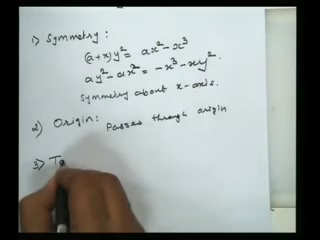 1) Symmetry:
(a+x)y² = ax² - x³
ay² - ax² = -x³ - xy².
Symmetry about x-axis.
2) Origin: Passes through origin
3) Ta